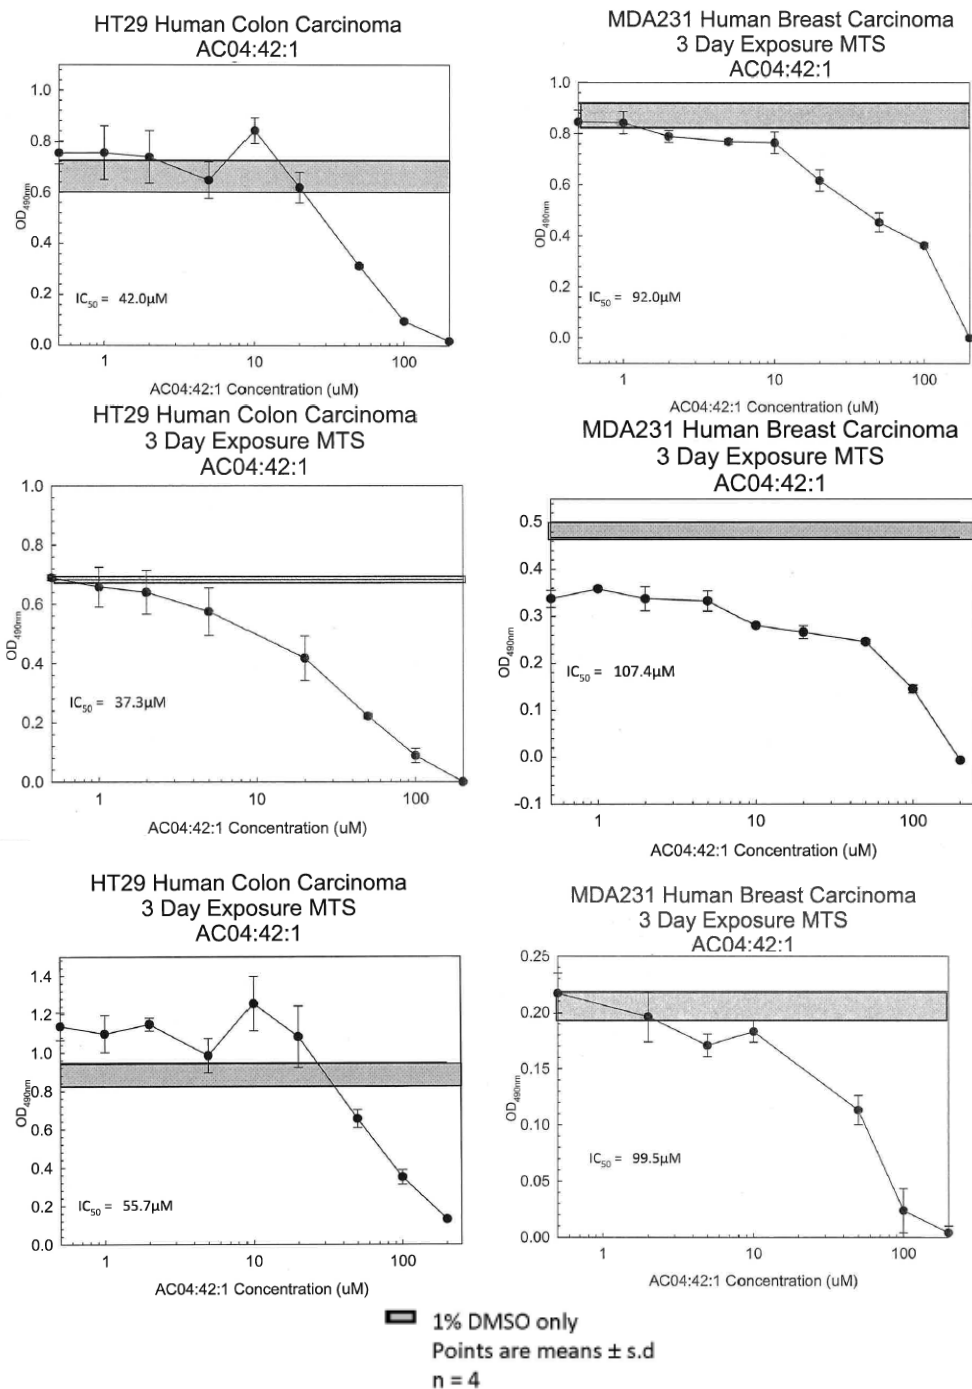 HT29 Human Colon Carcinoma
AC04:42:1
1.0
0.8
0.6
0.4
0.2
0.0
OD490nm
IC50 = 42.0µM
1 10 100
AC04:42:1 Concentration (uM)
MDA231 Human Breast Carcinoma
3 Day Exposure MTS
AC04:42:1
1.0
0.8
0.6
0.4
0.2
0.0
OD490nm
IC50 = 92.0µM
1 10 100
AC04:42:1 Concentration (uM)
HT29 Human Colon Carcinoma
3 Day Exposure MTS
AC04:42:1
1.0
0.8
0.6
0.4
0.2
0.0
OD490nm
IC50 = 37.3µM
1 10 100
AC04:42:1 Concentration (uM)
MDA231 Human Breast Carcinoma
3 Day Exposure MTS
AC04:42:1
0.5
0.4
0.3
0.2
0.1
0.0
-0.1
OD490nm
IC50 = 107.4µM
1 10 100
AC04:42:1 Concentration (uM)
HT29 Human Colon Carcinoma
3 Day Exposure MTS
AC04:42:1
1.4
1.2
1.0
0.8
0.6
0.4
0.2
0.0
OD490nm
IC50 = 55.7µM
1 10 100
AC04:42:1 Concentration (uM)
MDA231 Human Breast Carcinoma
3 Day Exposure MTS
AC04:42:1
0.25
0.20
0.15
0.10
0.05
0.00
OD490nm
IC50 = 99.5µM
1 10 100
AC04:42:1 Concentration (uM)
1% DMSO only
Points are means ± s.d
n = 4